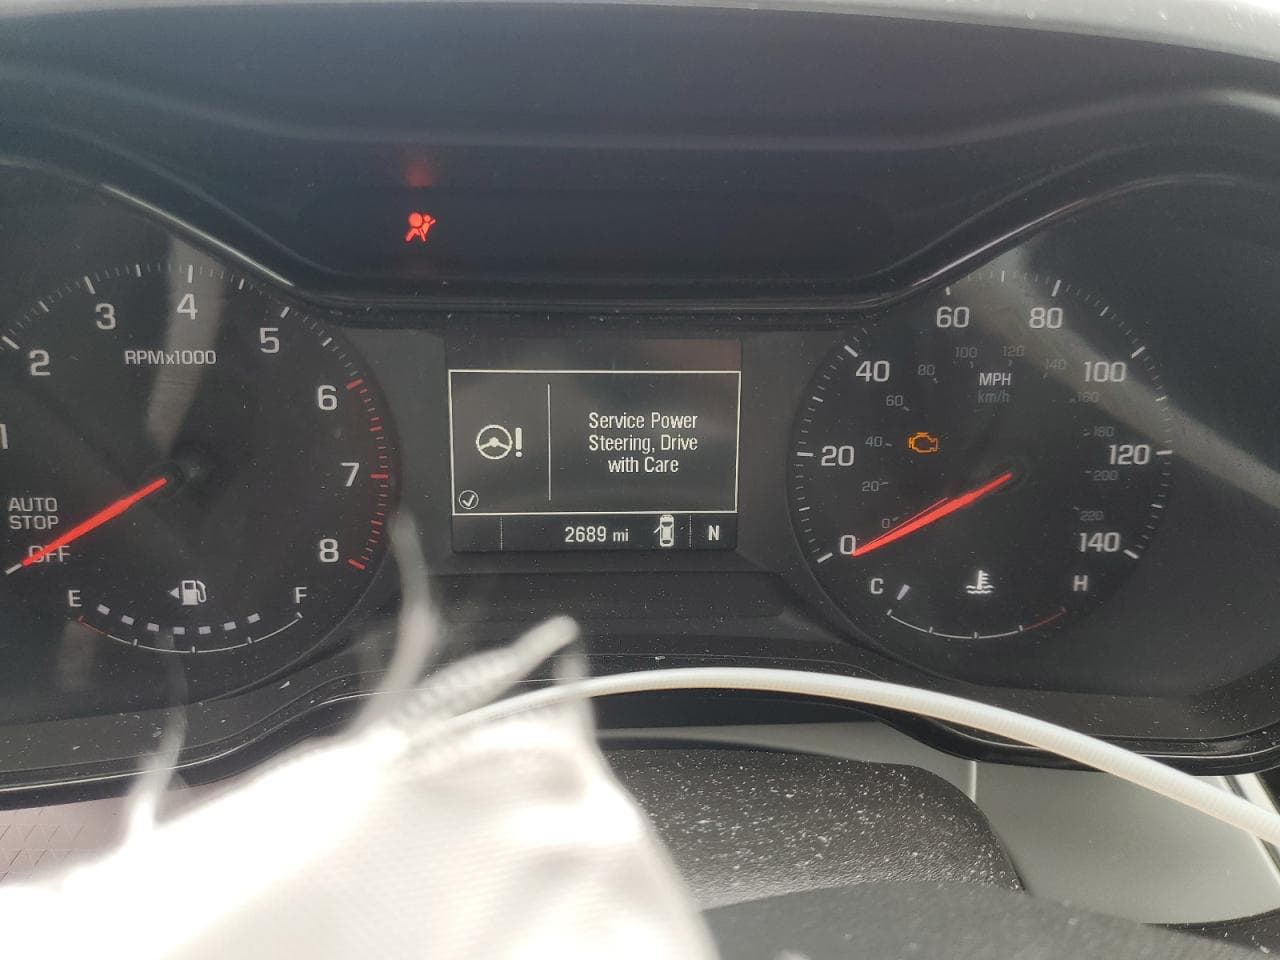 1
2
3
4
5
6
7
8
RPMx1000
AUTO
STOP
OFF
E
F
Service Power
Steering, Drive
with Care
2689 mi
N
0
20
40
60
80
100
120
140
MPH
km/h
0
20
40
60
80
100
120
140
160
180
200
220
C
H